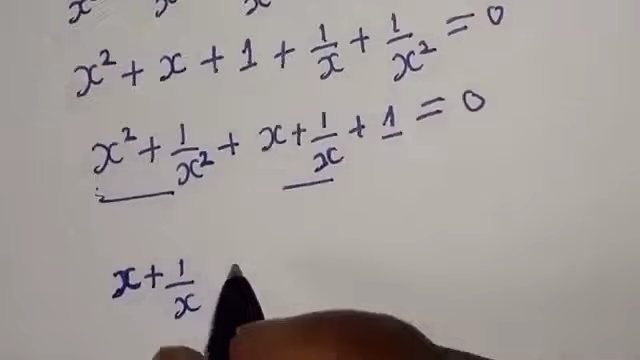 x² + x + 1 + 1/x + 1/x² = 0
x² + 1/x² + x + 1/x + 1 = 0
x + 1/x